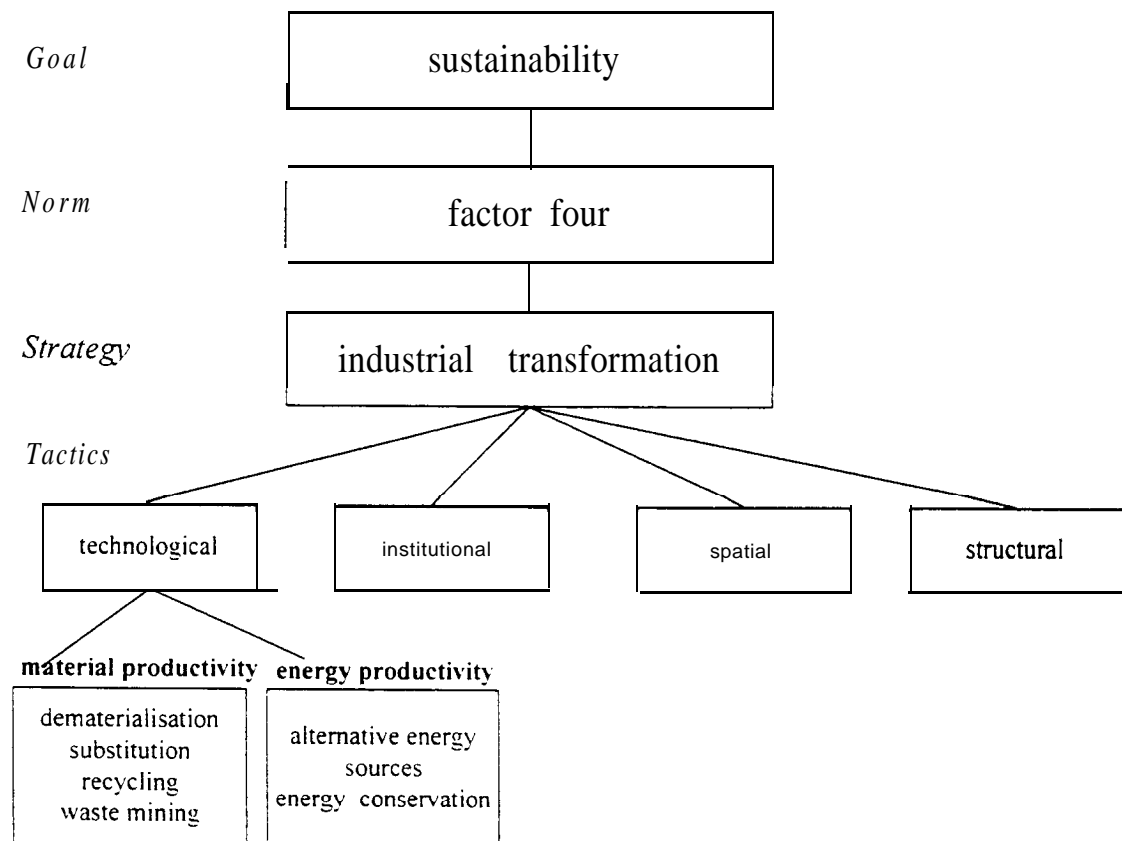 Goal
sustainability
Norm
factor four
Strategy
industrial transformation
Tactics
technological
institutional
spatial
structural
material productivity
energy productivity
dematerialisation
substitution
recycling
waste mining
alternative energy
sources
energy conservation